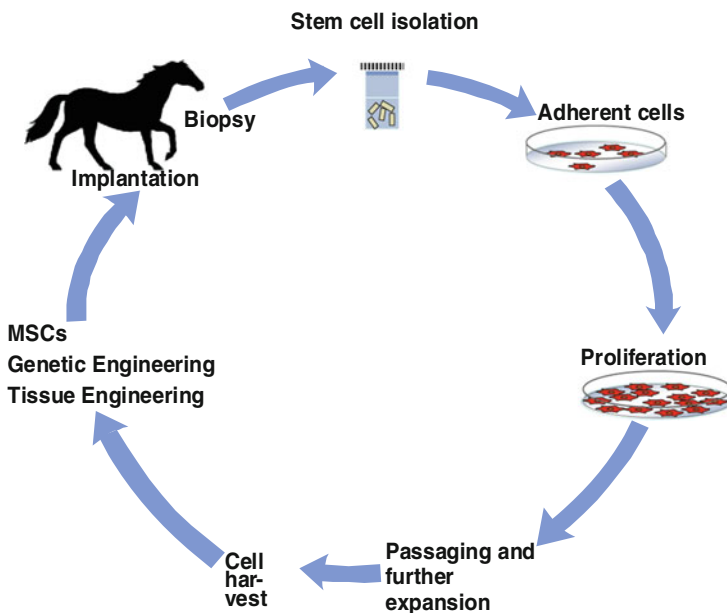 Stem cell isolation
Biopsy
Adherent cells
Implantation
Proliferation
MSCs
Genetic Engineering
Tissue Engineering
Passaging and
further
expansion
Cell
har-
vest